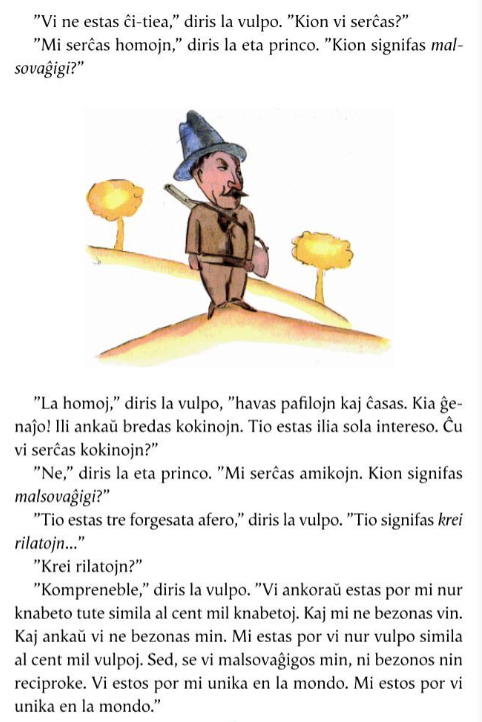 ”Vi ne estas ĉi-tiea,” diris la vulpo. ”Kion vi serĉas?”
”Mi serĉas homojn,” diris la eta princo. ”Kion signifas mal-
sovaĝigi?”
”La homoj,” diris la vulpo, ”havas pafilojn kaj ĉasas. Kia ĝe-
naĵo! Ili ankaŭ bredas kokinojn. Tio estas ilia sola intereso. Ĉu
vi serĉas kokinojn?”
”Ne,” diris la eta princo. ”Mi serĉas amikojn. Kion signifas
malsovaĝigi?”
”Tio estas tre forgesata afero,” diris la vulpo. ”Tio signifas krei
rilatojn...”
”Krei rilatojn?”
”Kompreneble,” diris la vulpo. ”Vi ankoraŭ estas por mi nur
knabeto tute simila al cent mil knabetoj. Kaj mi ne bezonas vin.
Kaj ankaŭ vi ne bezonas min. Mi estas por vi nur vulpo simila
al cent mil vulpoj. Sed, se vi malsovaĝigos min, ni bezonos nin
reciproke. Vi estos por mi unika en la mondo. Mi estos por vi
unika en la mondo.”